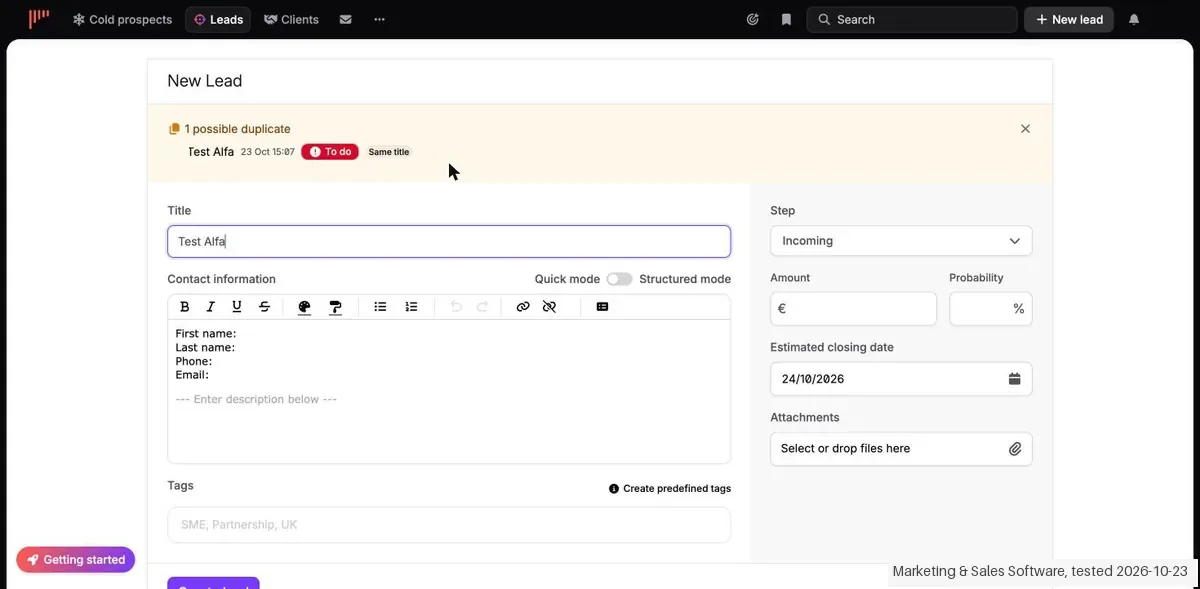 Cold prospects Leads Clients Search New lead
New Lead
1 possible duplicate
Test Alfa 23 Oct 15:07 To do Same title
Title
Test Alfa
Contact information Quick mode Structured mode
B I U S
First name:
Last name:
Phone:
Email:
--- Enter description below ---
Tags Create predefined tags
SME, Partnership, UK
Step
Incoming
Amount Probability
€ %
Estimated closing date
24/10/2026
Attachments
Select or drop files here
Getting started
Marketing & Sales Software, tested 2026-10-23